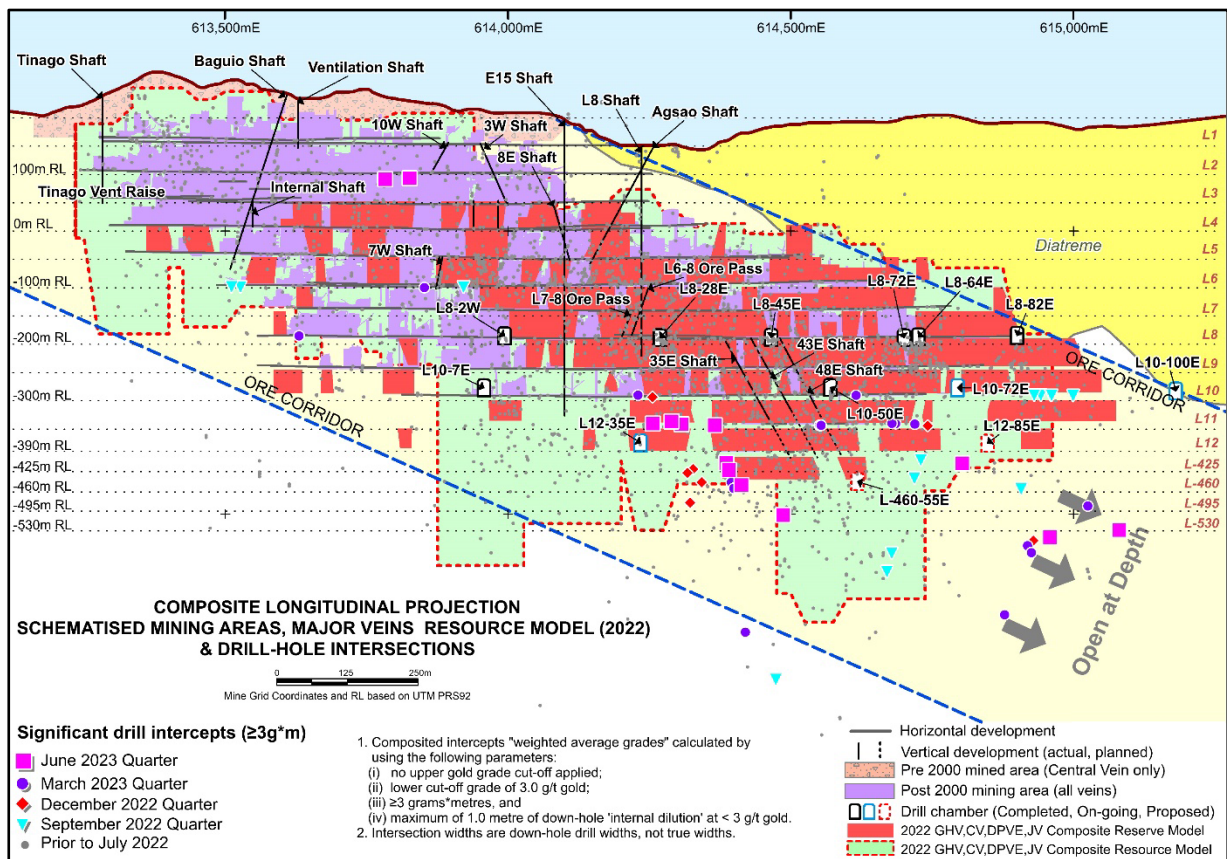 613,500mE
614,000mE
614,500mE
615,000mE
Tinago Shaft
Baguio Shaft
Ventilation Shaft
E15 Shaft
L8 Shaft
Agsao Shaft
10W Shaft
3W Shaft
8E Shaft
L1
L2
L3
L4
L5
L6
L7
L8
L9
L10
L11
L12
L-425
L-460
L-495
L-530
100m RL
0m RL
-100m RL
-200m RL
-300m RL
-390m RL
-425m RL
-460m RL
-495m RL
-530m RL
Tinago Vent Raise
Internal Shaft
7W Shaft
Diatreme
L6-8 Ore Pass
L7-8 Ore Pass
L8-2W
L8-28E
L8-45E
L8-72E
L8-64E
L8-82E
43E Shaft
35E Shaft
48E Shaft
L10-7E
L10-50E
L10-72E
L10-100E
ORE CORRIDOR
ORE CORRIDOR
L12-35E
L12-85E
L-460-55E
Open at Depth
COMPOSITE LONGITUDINAL PROJECTION
SCHEMATISED MINING AREAS, MAJOR VEINS RESOURCE MODEL (2022)
& DRILL-HOLE INTERSECTIONS
0 125 250m
Mine Grid Coordinates and RL based on UTM PRS92
Significant drill intercepts (≥3g*m)
June 2023 Quarter
March 2023 Quarter
December 2022 Quarter
September 2022 Quarter
Prior to July 2022
1. Composited intercepts "weighted average grades" calculated by
using the following parameters:
(i) no upper gold grade cut-off applied;
(ii) lower cut-off grade of 3.0 g/t gold;
(iii) ≥3 grams*metres, and
(iv) maximum of 1.0 metre of down-hole 'internal dilution' at < 3 g/t gold.
2. Intersection widths are down-hole drill widths, not true widths.
Horizontal development
Vertical development (actual, planned)
Pre 2000 mined area (Central Vein only)
Post 2000 mining area (all veins)
Drill chamber (Completed, On-going, Proposed)
2022 GHV,CV,DPVE,JV Composite Reserve Model
2022 GHV,CV,DPVE,JV Composite Resource Model